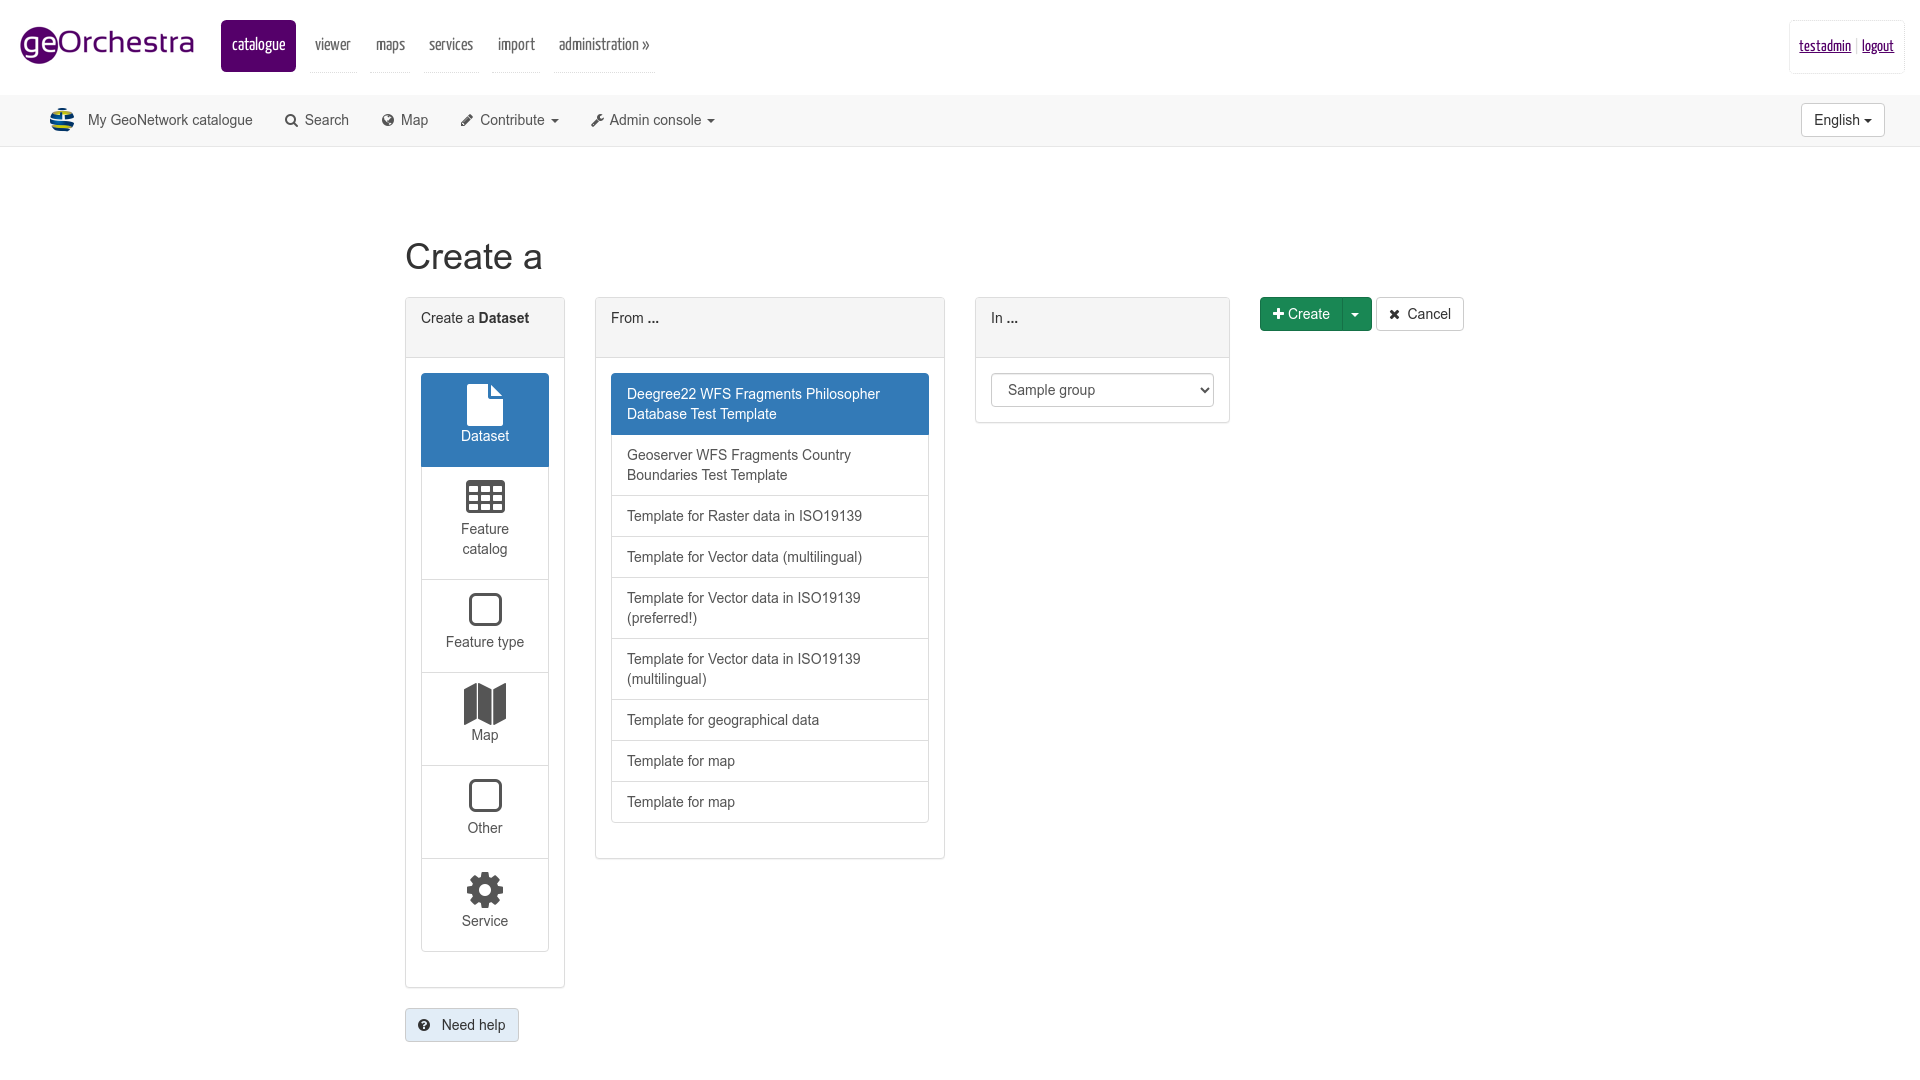 geOrchestra
catalogue viewer maps services import administration » testadmin logout
My GeoNetwork catalogue Search Map Contribute Admin console English
Create a
Create a Dataset
Dataset
Feature
catalog
Feature type
Map
Other
Service
From ...
Deegree22 WFS Fragments Philosopher
Database Test Template
Geoserver WFS Fragments Country
Boundaries Test Template
Template for Raster data in ISO19139
Template for Vector data (multilingual)
Template for Vector data in ISO19139
(preferred!)
Template for Vector data in ISO19139
(multilingual)
Template for geographical data
Template for map
Template for map
In ...
Sample group
Create Cancel
Need help